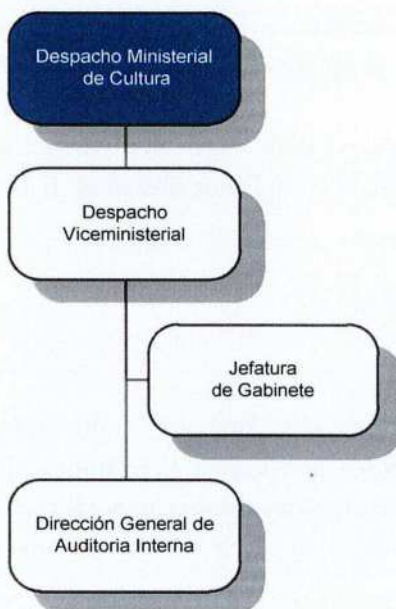 Despacho Ministerial
de Cultura
Despacho
Viceministerial
Jefatura
de Gabinete
Dirección General de
Auditoria Interna